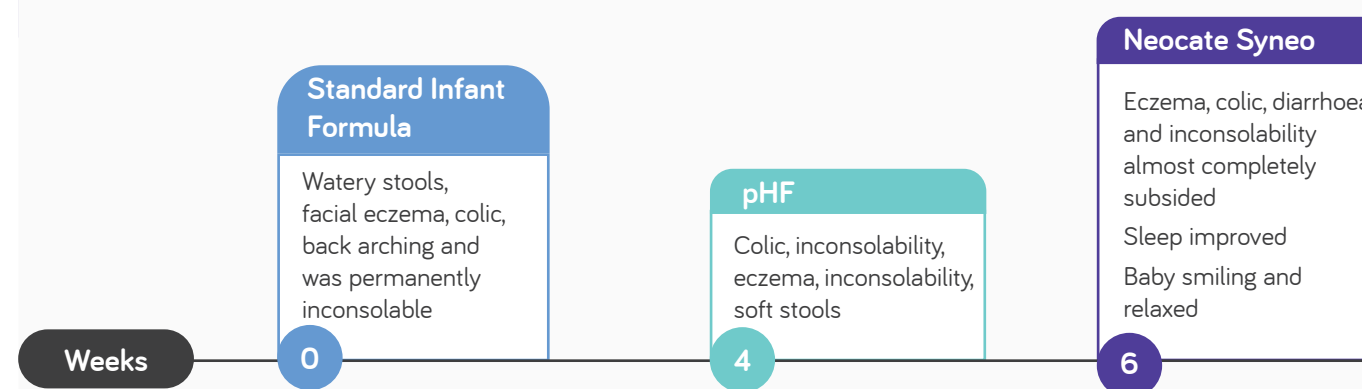 Standard Infant
Formula
Watery stools,
facial eczema, colic,
back arching and
was permanently
inconsolable
pHF
Colic, inconsolability,
eczema, inconsolability,
soft stools
Neocate Syneo
Eczema, colic, diarrhoea
and inconsolability
almost completely
subsided
Sleep improved
Baby smiling and
relaxed
Weeks
0
4
6